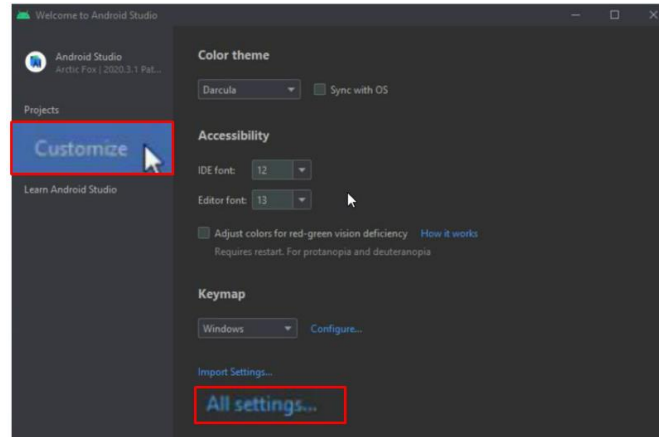 Welcome to Android Studio
Android Studio
Arctic Fox | 2020.3.1 Pat...
Projects
Customize
Learn Android Studio
Color theme
Darcula
Sync with OS
Accessibility
IDE font: 12
Editor font: 13
Adjust colors for red-green vision deficiency How it works
Requires restart. For protanopia and deuteranopia
Keymap
Windows Configure...
Import Settings...
All settings...